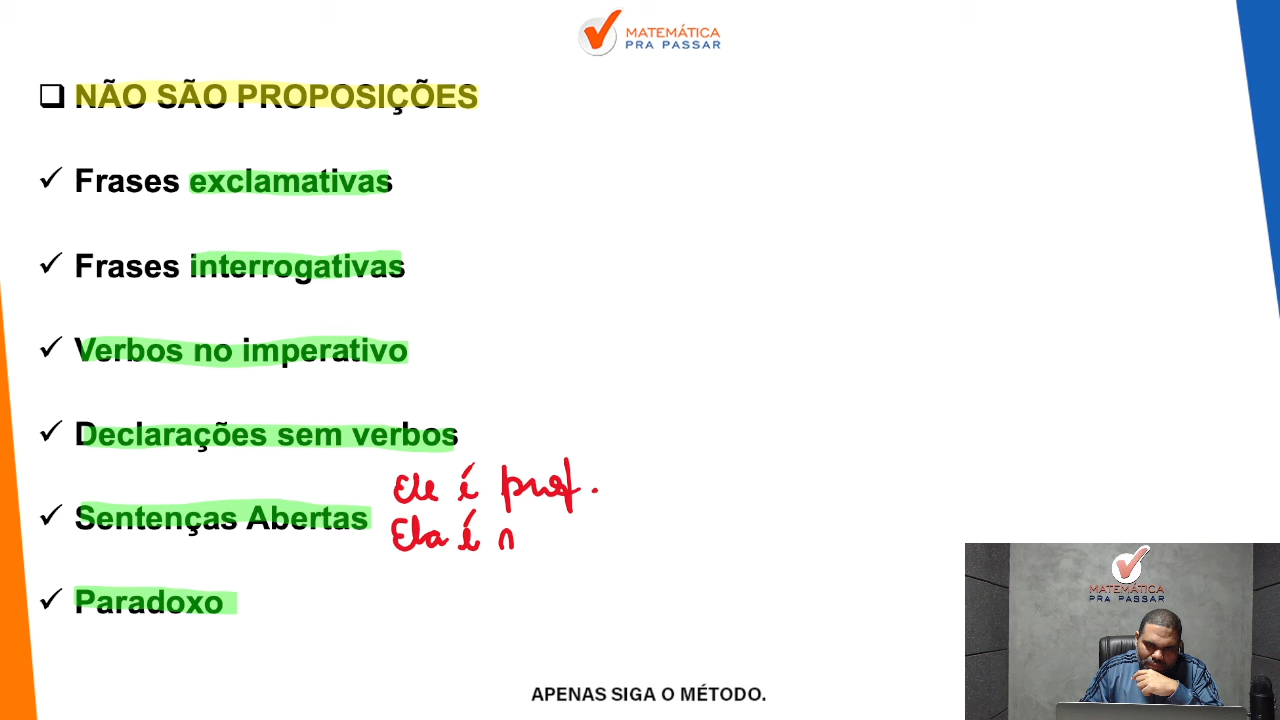 MATEMÁTICA
PRA PASSAR
NÃO SÃO PROPOSIÇÕES
Frases exclamativas
Frases interrogativas
Verbos no imperativo
Declarações sem verbos
Ele é prof.
Sentenças Abertas
Ela é n
Paradoxo
MATEMÁTICA
PRA PASSAR
APENAS SIGA O MÉTODO.